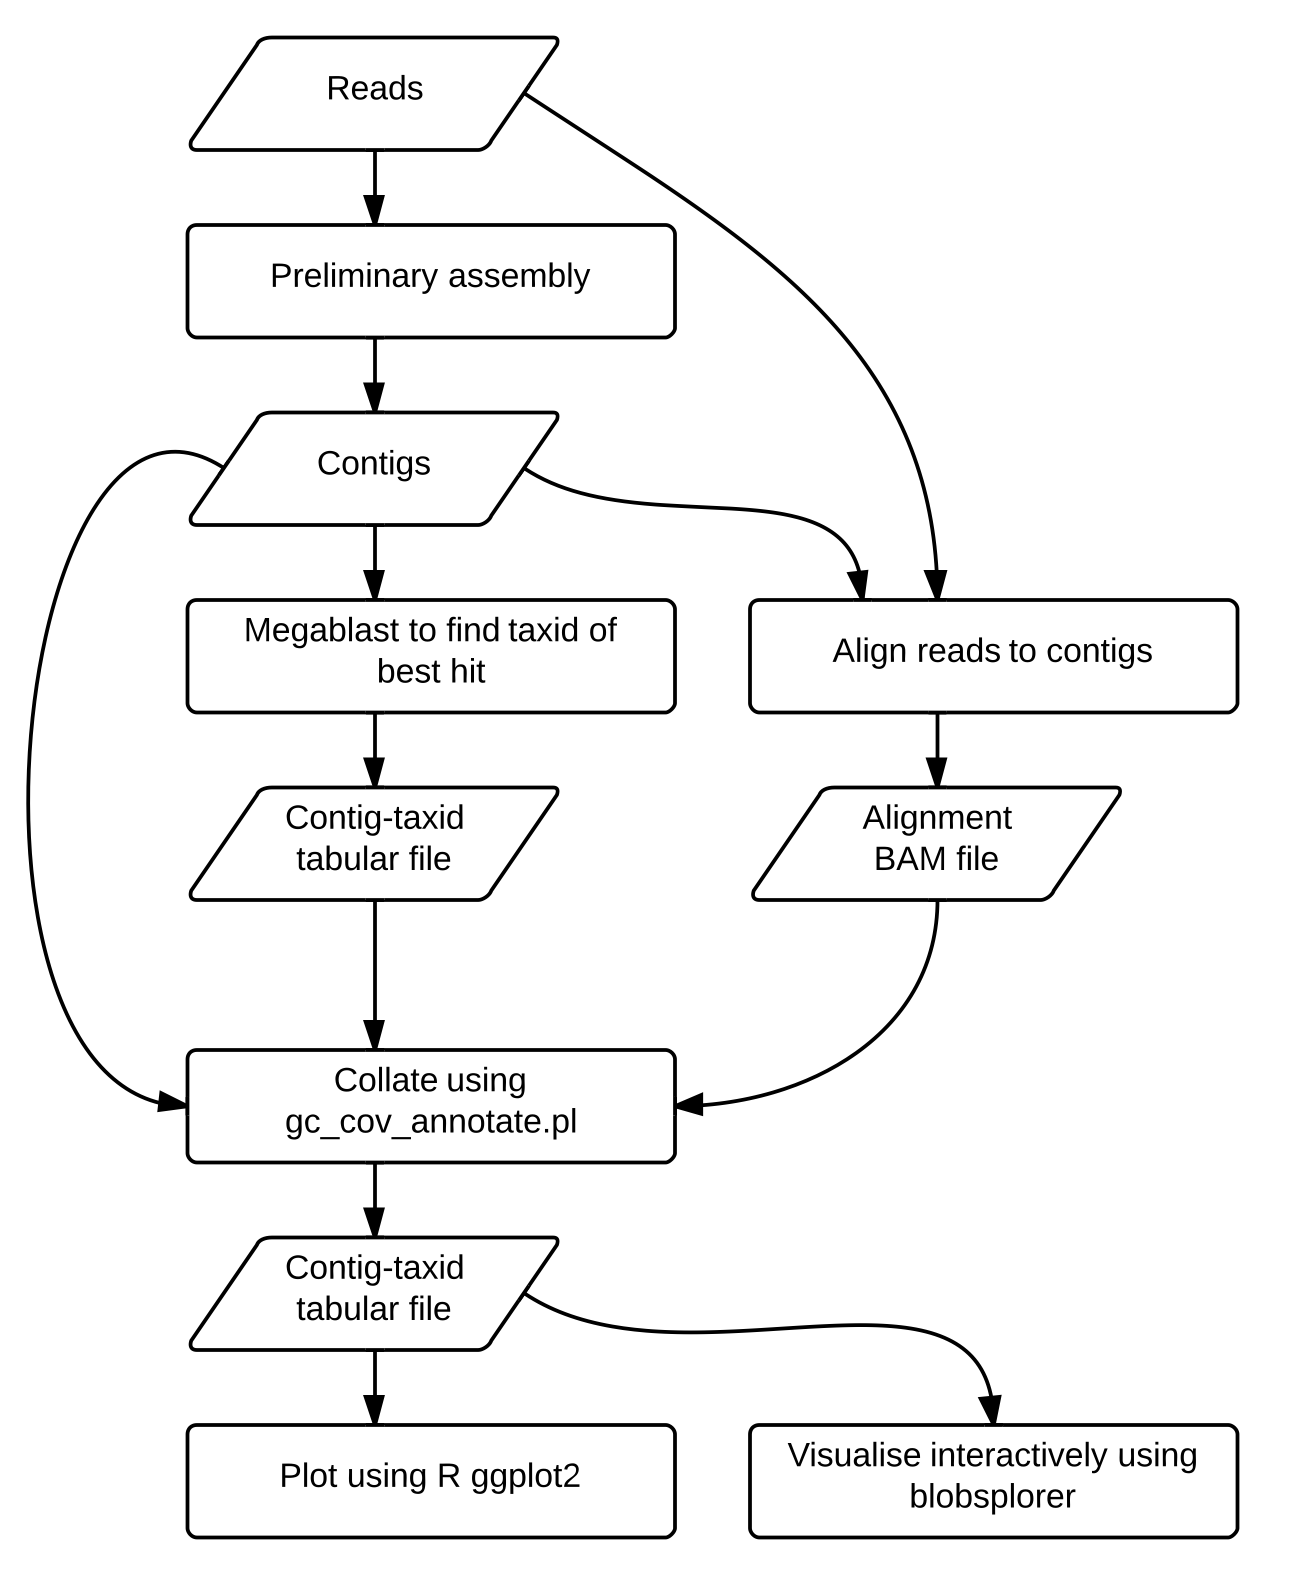 Reads
Preliminary assembly
Contigs
Megablast to find taxid of
best hit
Align reads to contigs
Contig-taxid
tabular file
Alignment
BAM file
Collate using
gc_cov_annotate.pl
Contig-taxid
tabular file
Plot using R ggplot2
Visualise interactively using
blobsplorer